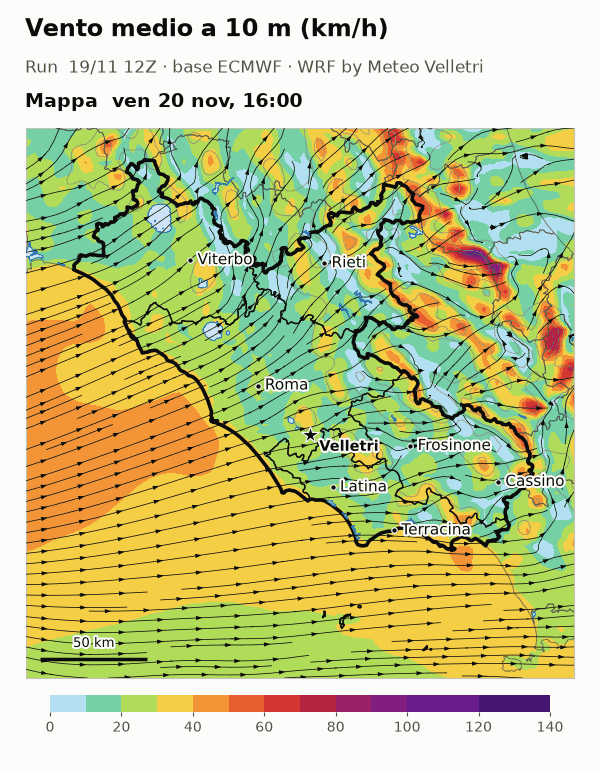 Vento medio a 10 m (km/h)
Run  19/11 12Z · base ECMWF · WRF by Meteo Velletri
Mappa  ven 20 nov, 16:00
Viterbo
Rieti
Roma
Velletri
Frosinone
Latina
Cassino
Terracina
50 km
0 20 40 60 80 100 120 140